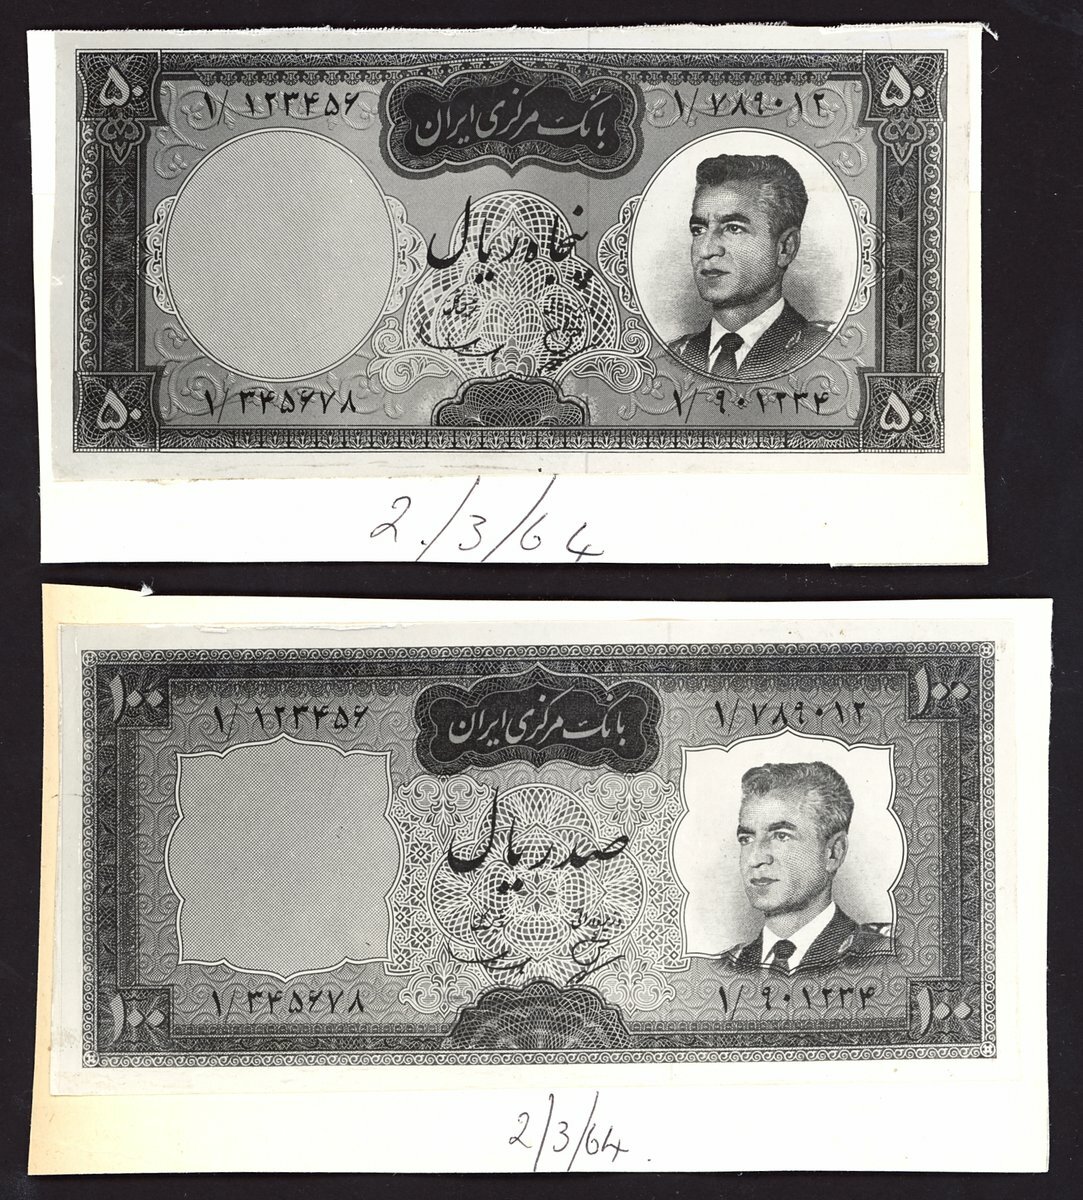 ۵۰ ۵۰
۱/۱۲۳۴۵۶ ۱/۷۸۹۰۱۲
بانک مرکزی ایران
پنجاه ریال
۱/۳۴۵۶۷۸ ۱/۹۰۱۲۳۴
۵۰ ۵۰
2./3/64
۱۰۰ ۱۰۰
۱/۱۲۳۴۵۶ ۱/۷۸۹۰۱۲
بانک مرکزی ایران
صد ریال
۱/۳۴۵۶۷۸ ۱/۹۰۱۲۳۴
۱۰۰ ۱۰۰
2/3/64.